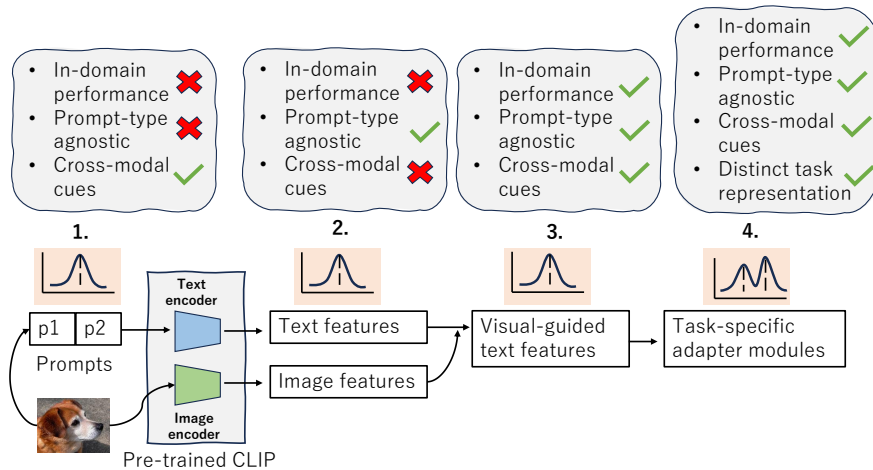 • In-domain
performance
• Prompt-type
agnostic
• Cross-modal
cues
• In-domain
performance
• Prompt-type
agnostic
• Cross-modal
cues
• In-domain
performance
• Prompt-type
agnostic
• Cross-modal
cues
• In-domain
performance
• Prompt-type
agnostic
• Cross-modal
cues
• Distinct task
representation
1.
2.
3.
4.
Text
encoder
p1 p2
Prompts
Text features
Visual-guided
text features
Task-specific
adapter modules
Image features
Image
encoder
Pre-trained CLIP